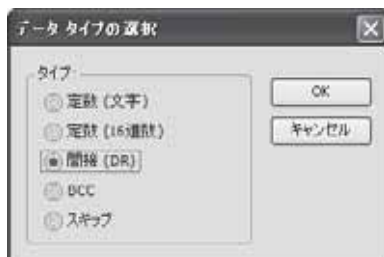 データ タイプの選択
タイプ
定数 (文字)
定数 (16進数)
間接 (DR)
BCC
スキップ
OK
キャンセル